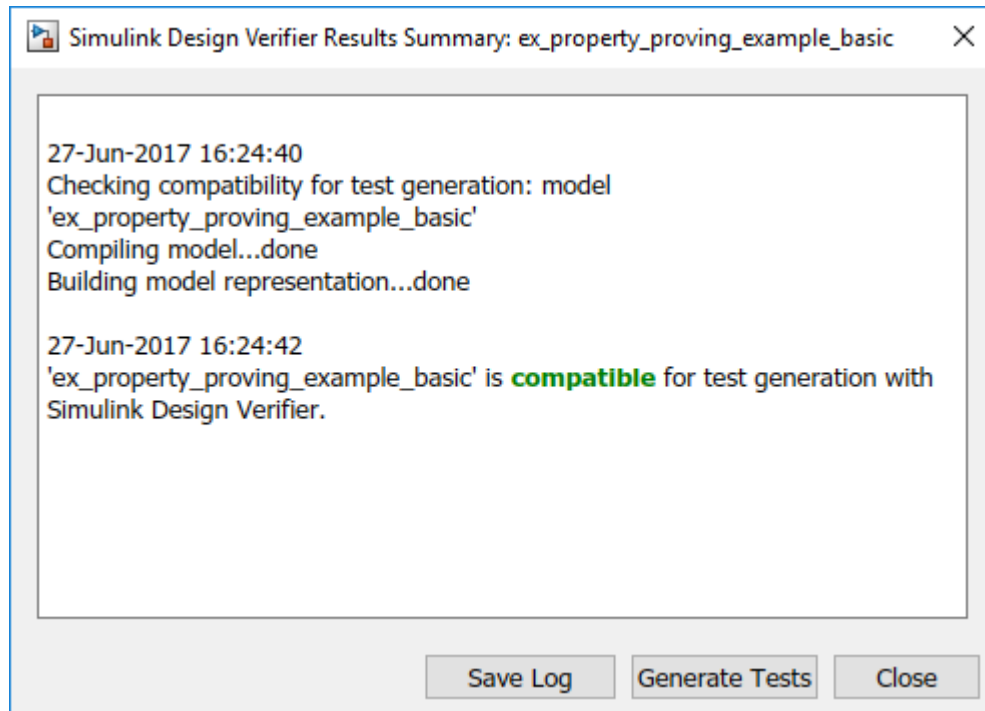 Simulink Design Verifier Results Summary: ex_property_proving_example_basic
27-Jun-2017 16:24:40
Checking compatibility for test generation: model
'ex_property_proving_example_basic'
Compiling model...done
Building model representation...done
27-Jun-2017 16:24:42
'ex_property_proving_example_basic' is compatible for test generation with
Simulink Design Verifier.
Save Log Generate Tests Close